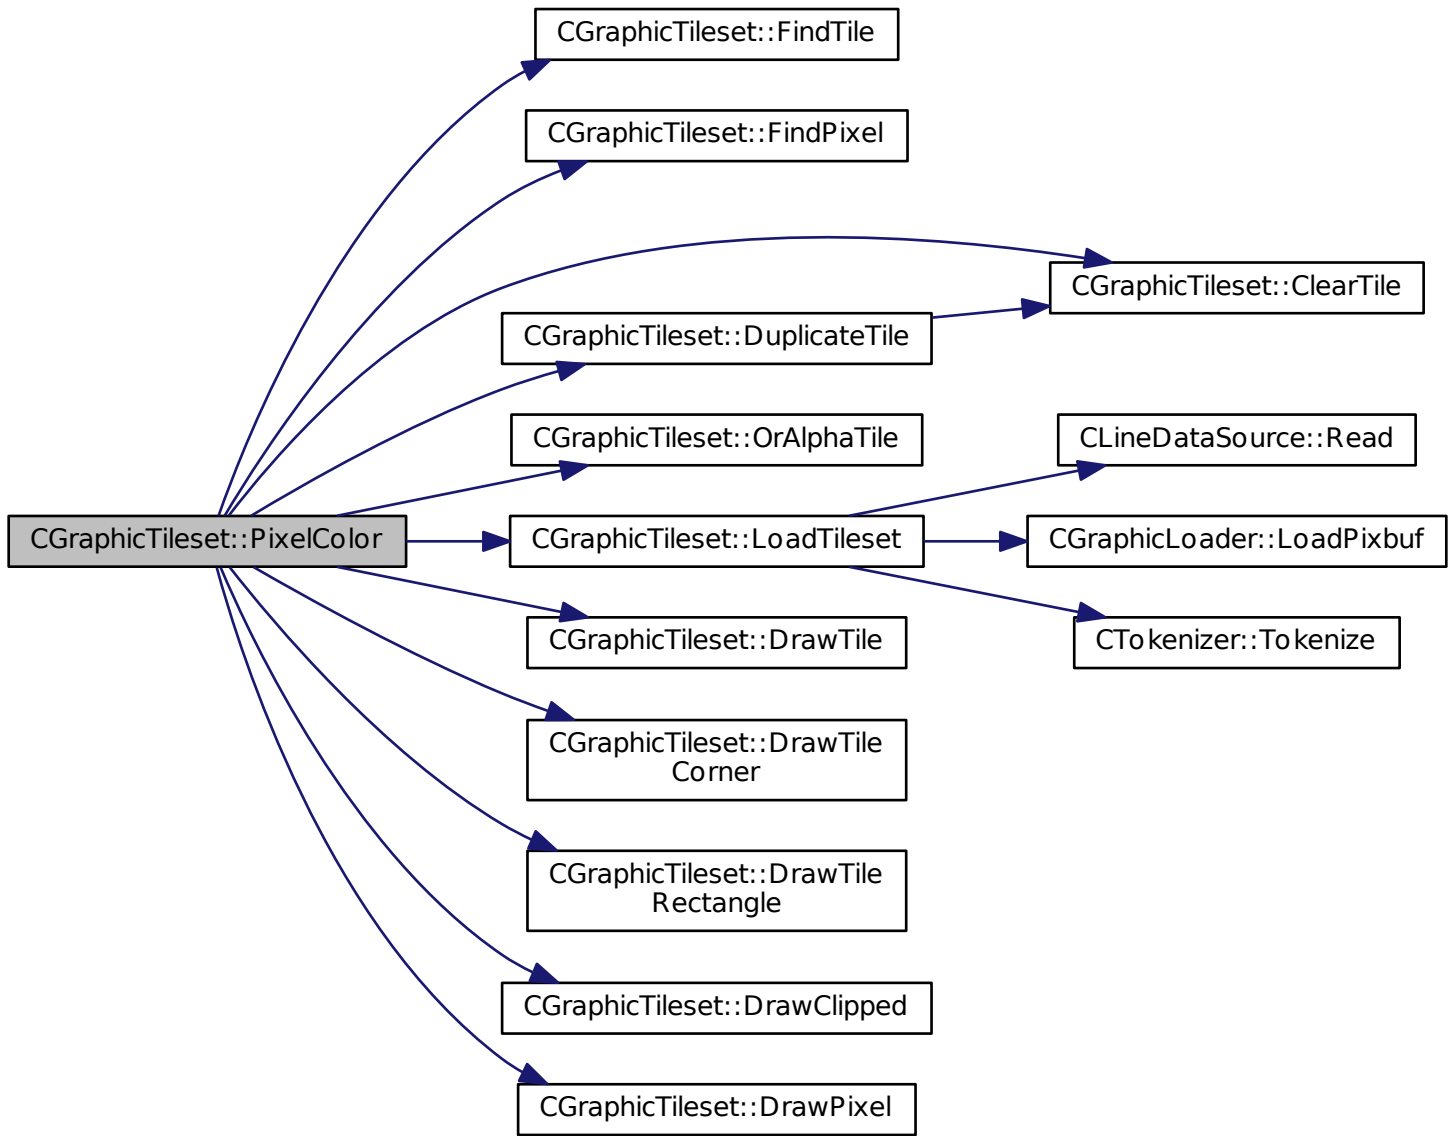 CGraphicTileset::FindTile
CGraphicTileset::FindPixel
CGraphicTileset::ClearTile
CGraphicTileset::DuplicateTile
CGraphicTileset::OrAlphaTile
CLineDataSource::Read
CGraphicTileset::PixelColor
CGraphicTileset::LoadTileset
CGraphicLoader::LoadPixbuf
CGraphicTileset::DrawTile
CTokenizer::Tokenize
CGraphicTileset::DrawTile
Corner
CGraphicTileset::DrawTile
Rectangle
CGraphicTileset::DrawClipped
CGraphicTileset::DrawPixel